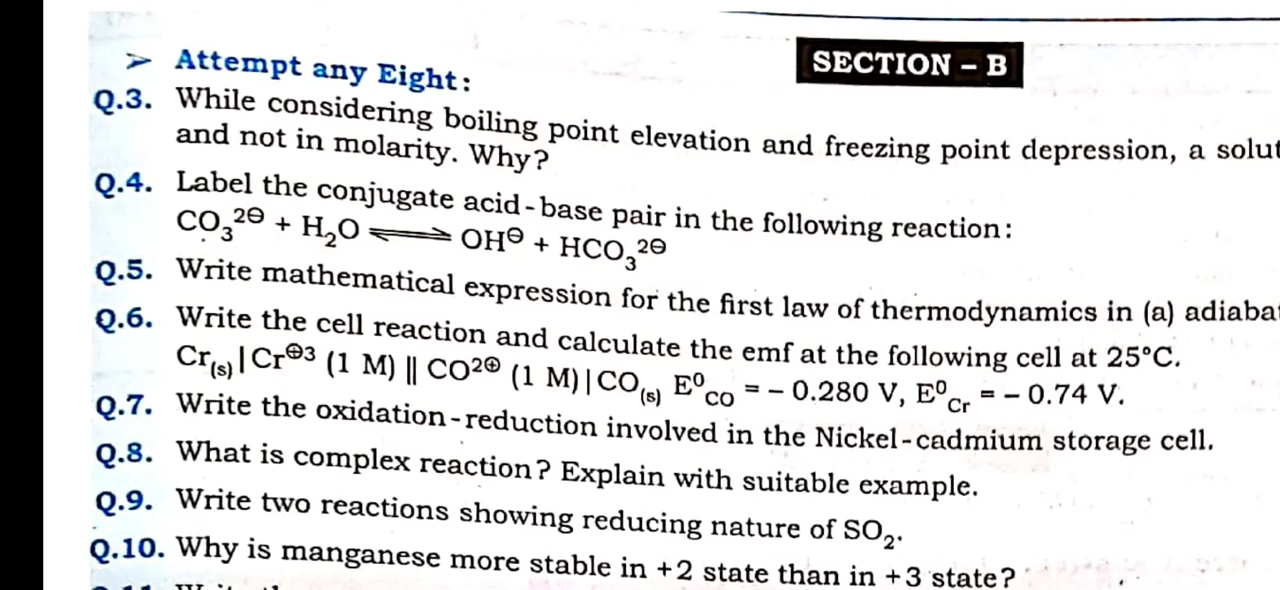 SECTION – B
➢ Attempt any Eight:
Q.3. While considering boiling point elevation and freezing point depression, a solut
and not in molarity. Why?
Q.4. Label the conjugate acid-base pair in the following reaction:
CO₃²⊖ + H₂O ⇌ OH⊖ + HCO₃²⊖
Q.5. Write mathematical expression for the first law of thermodynamics in (a) adiaba
Q.6. Write the cell reaction and calculate the emf at the following cell at 25°C.
Cr₍ₛ₎ | Cr⊕³ (1 M) || CO²⊕ (1 M) | CO₍ₛ₎ E⁰CO = – 0.280 V, E⁰Cr = – 0.74 V.
Q.7. Write the oxidation-reduction involved in the Nickel-cadmium storage cell.
Q.8. What is complex reaction? Explain with suitable example.
Q.9. Write two reactions showing reducing nature of SO₂.
Q.10. Why is manganese more stable in +2 state than in +3 state?